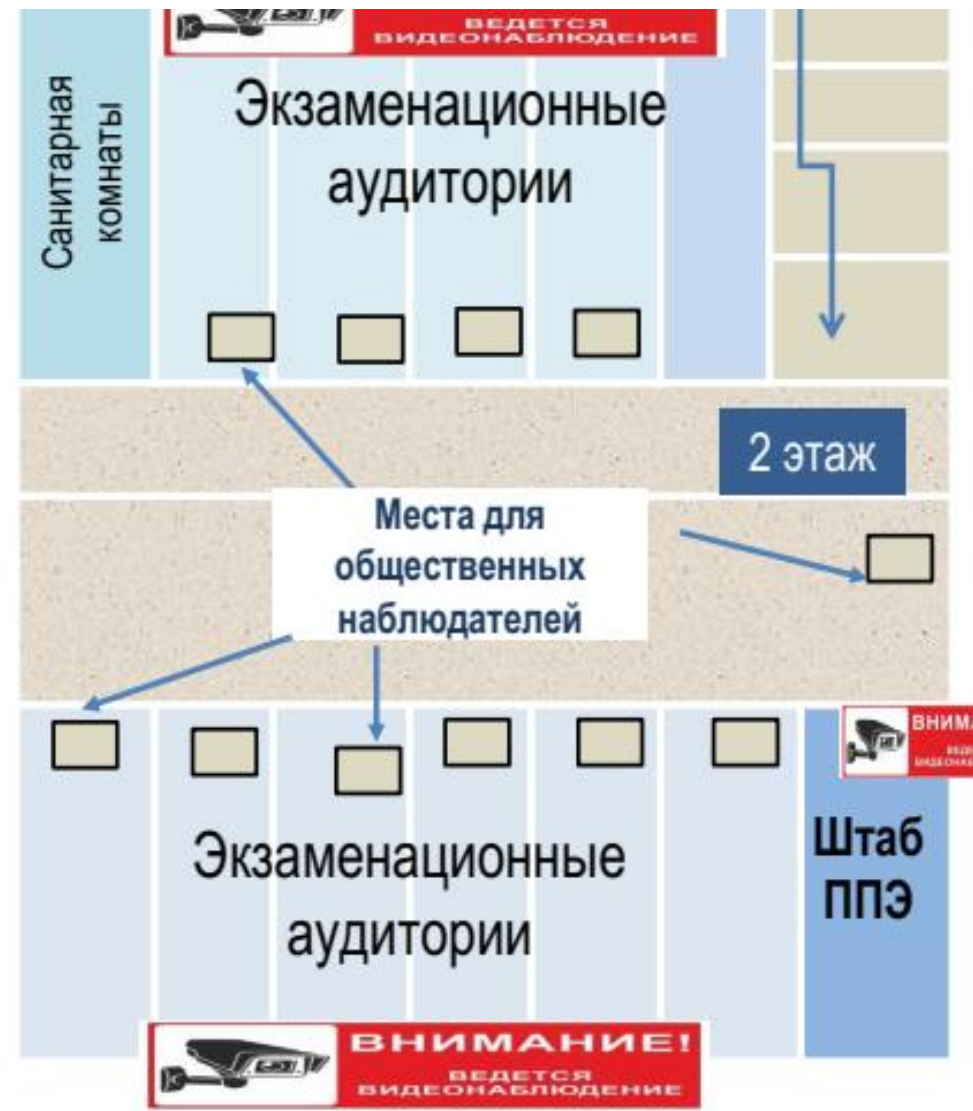 ВЕДЕТСЯ
ВИДЕОНАБЛЮДЕНИЕ
Санитарная
комнаты
Экзаменационные
аудитории
2 этаж
Места для
общественных
наблюдателей
ВНИМА
ВИДЕОНАБ
Штаб
ППЭ
Экзаменационные
аудитории
ВНИМАНИЕ!
ВЕДЕТСЯ
ВИДЕОНАБЛЮДЕНИЕ